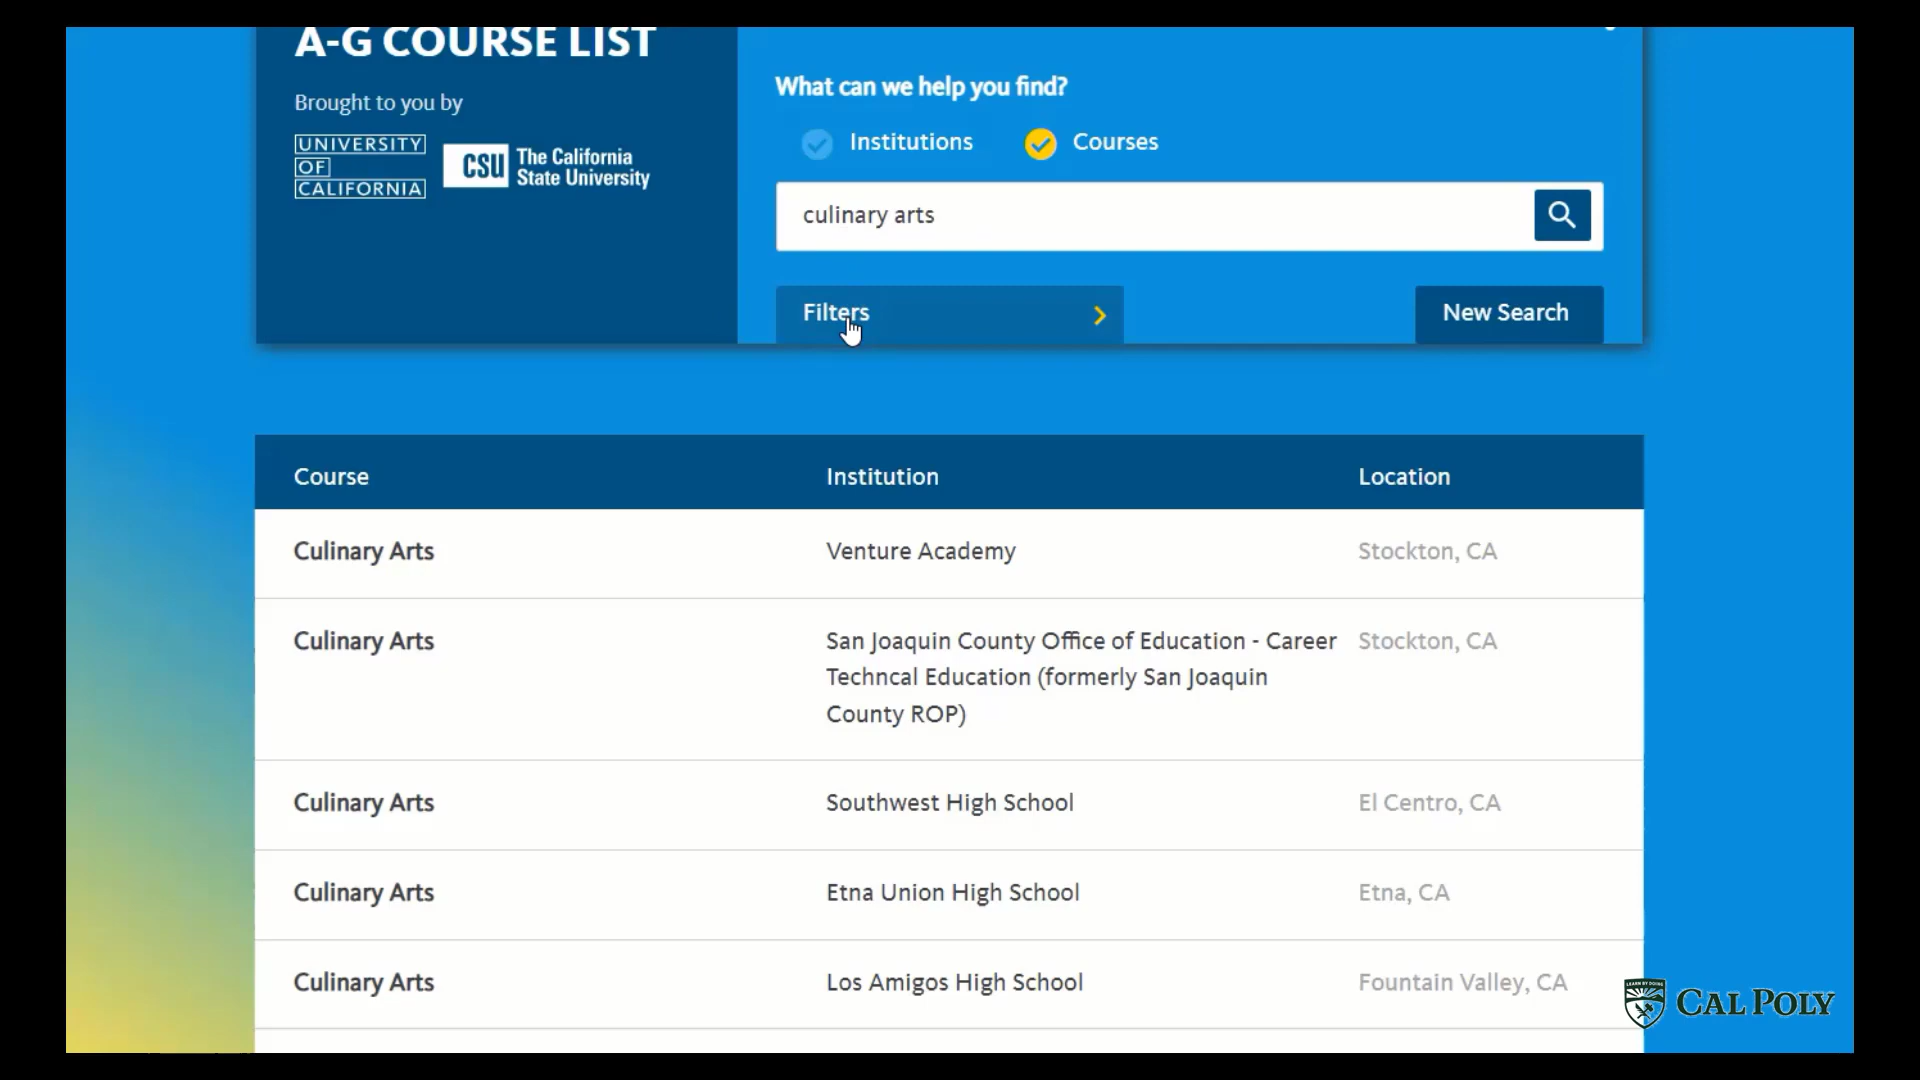 A-G COURSE LIST
Brought to you by
UNIVERSITY
OF
CALIFORNIA
CSU The California
State University
What can we help you find?
Institutions
Courses
culinary arts
Filters
New Search
Course Institution Location
Culinary Arts Venture Academy Stockton, CA
Culinary Arts San Joaquin County Office of Education - Career Stockton, CA
Techncal Education (formerly San Joaquin
County ROP)
Culinary Arts Southwest High School El Centro, CA
Culinary Arts Etna Union High School Etna, CA
Culinary Arts Los Amigos High School Fountain Valley, CA
LEARN BY DOING
CAL POLY